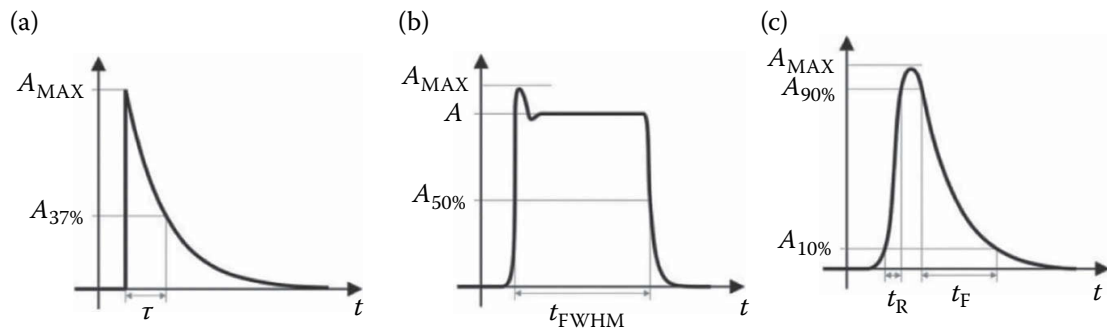 (a)
A_MAX
A_37%
τ
t
(b)
A_MAX
A
A_50%
t_FWHM
t
(c)
A_MAX
A_90%
A_10%
t_R
t_F
t